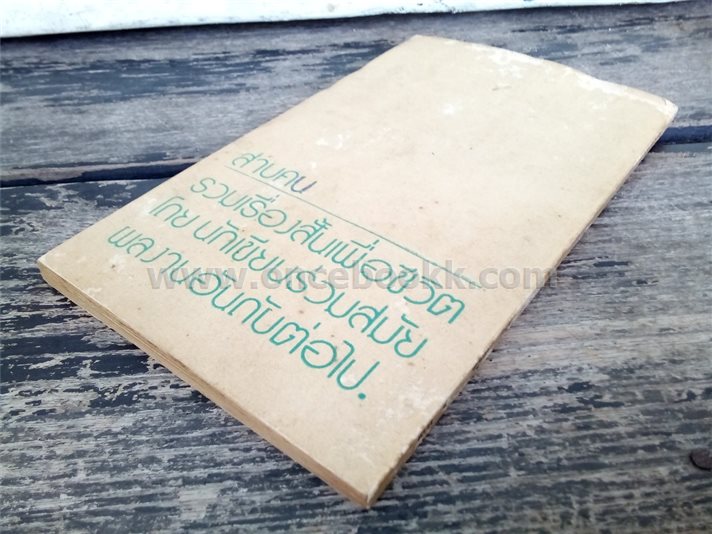 สามคน
รวมเรื่องสั้นเพื่อชีวิต
โดย นักเขียนร่วมสมัย
ผลงานอันดับต่อไป.
www.oncebookk.com